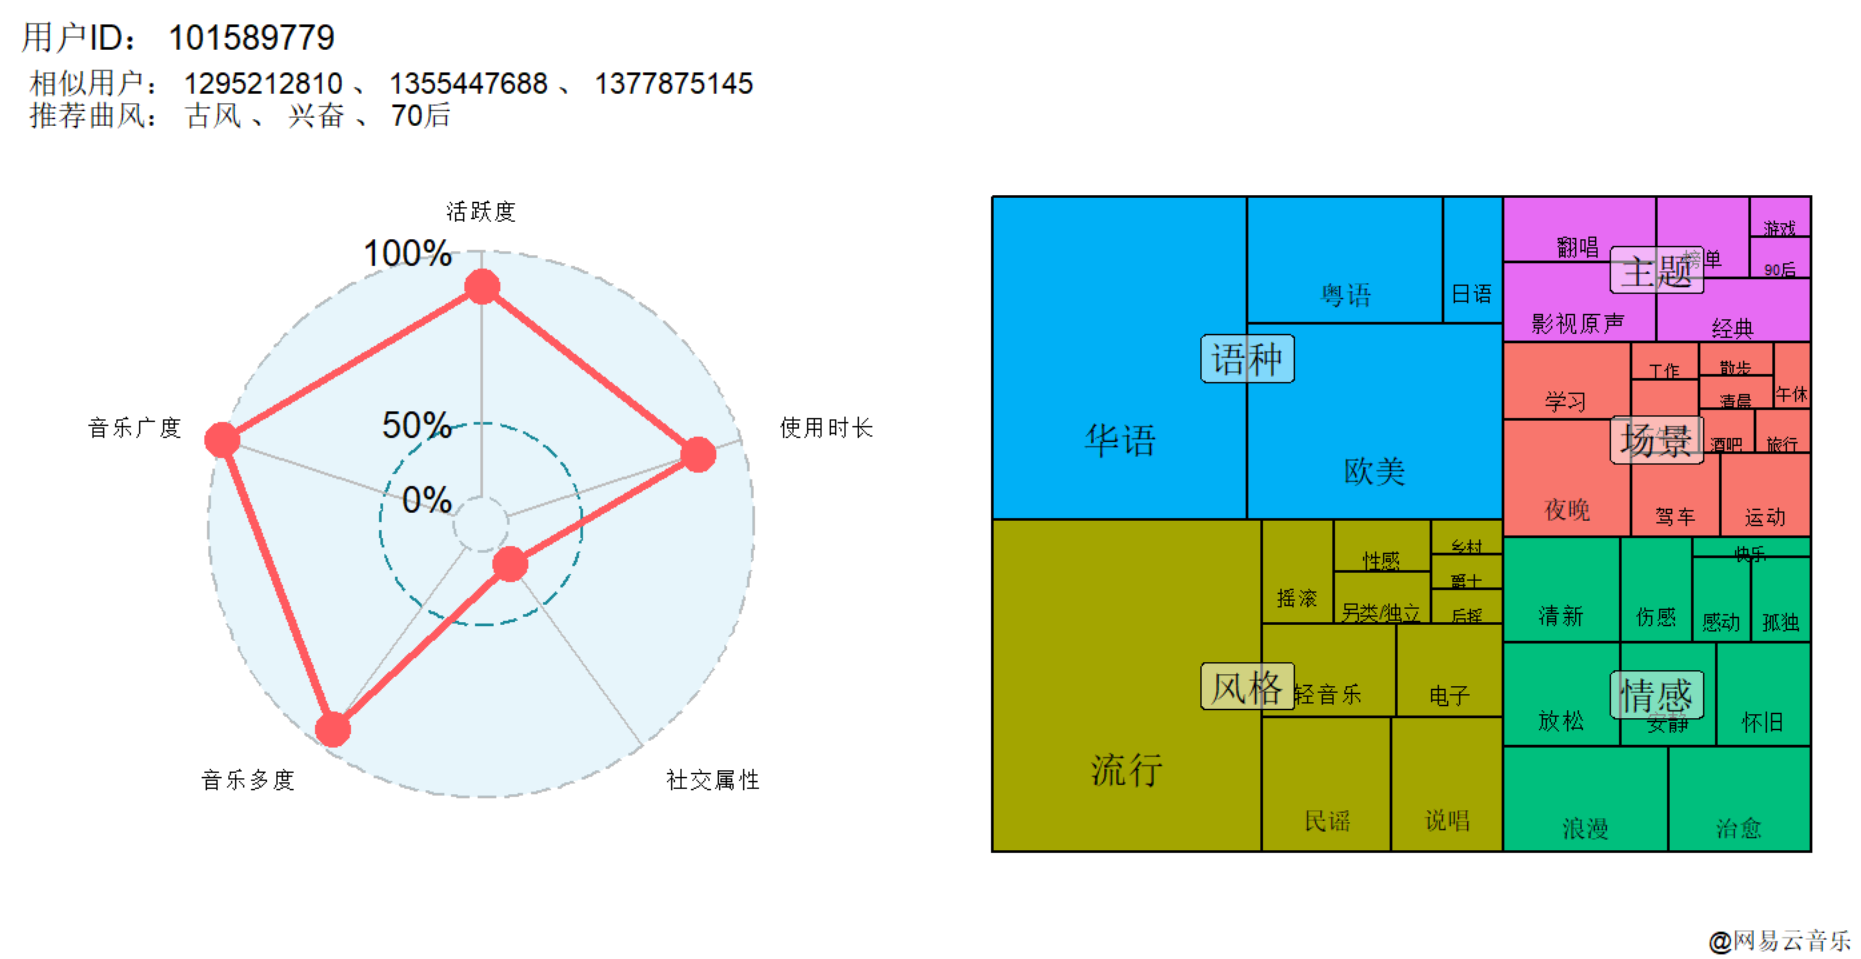 用户ID： 101589779
相似用户： 1295212810 、 1355447688 、 1377875145
推荐曲风： 古风 、 兴奋 、 70后
活跃度
100%
50%
0%
音乐广度
使用时长
音乐多度
社交属性
华语
粤语
日语
欧美
语种
流行
摇滚
性感
另类/独立
乡村
爵士
后摇
轻音乐
电子
民谣
说唱
风格
翻唱
榜单
游戏
90后
影视原声
经典
主题
学习
工作
散步
清晨
午休
酒吧
旅行
夜晚
驾车
运动
场景
清新
伤感
快乐
感动
孤独
放松
安静
怀旧
浪漫
治愈
情感
@网易云音乐